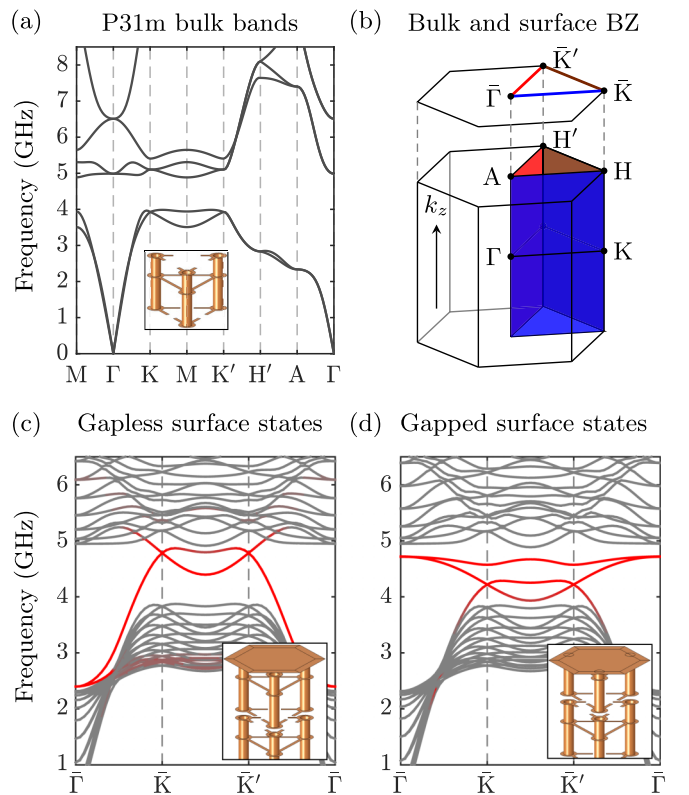 (a) P31m bulk bands
Frequency (GHz)
8
7
6
5
4
3
2
1
0
M Γ K M K′ H′ A Γ
(b) Bulk and surface BZ
K̄′
Γ̄
K̄
H′
A
H
k_z
Γ
K
(c) Gapless surface states
Frequency (GHz)
6
5
4
3
2
1
Γ̄ K̄ K̄′ Γ̄
(d) Gapped surface states
6
5
4
3
2
1
Γ̄ K̄ K̄′ Γ̄